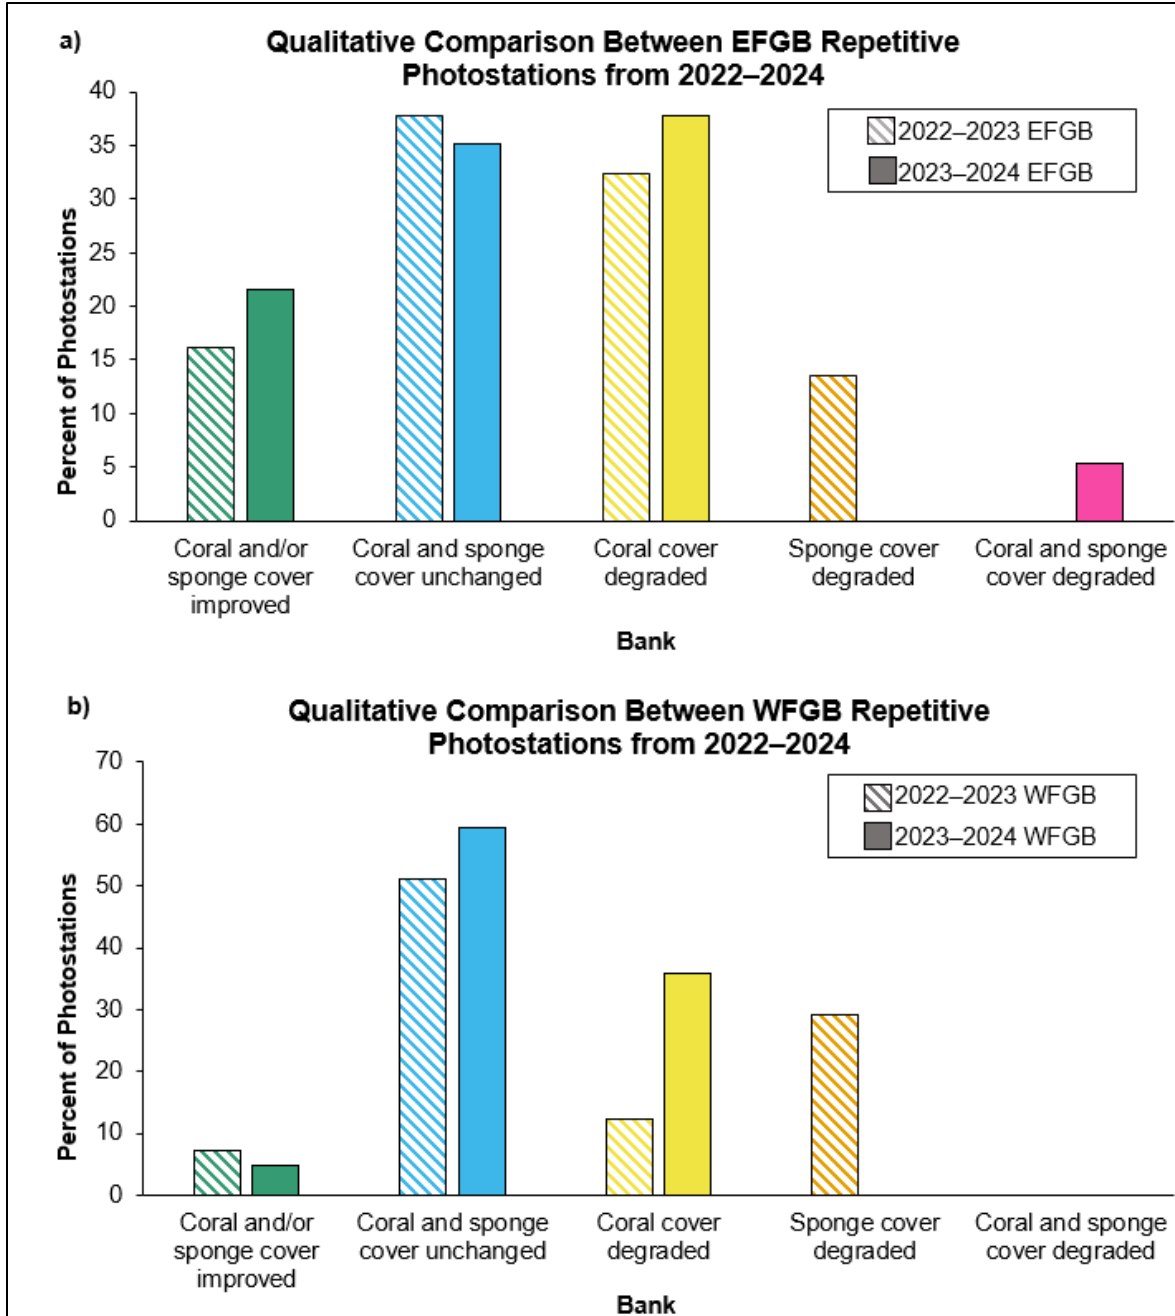 a)
Qualitative Comparison Between EFGB Repetitive
Photostations from 2022–2024
Percent of Photostations
40
35
30
25
20
15
10
5
0
2022–2023 EFGB
2023–2024 EFGB
Coral and/or
sponge cover
improved
Coral and sponge
cover unchanged
Coral cover
degraded
Sponge cover
degraded
Coral and sponge
cover degraded
Bank
b)
Qualitative Comparison Between WFGB Repetitive
Photostations from 2022–2024
Percent of Photostations
70
60
50
40
30
20
10
0
2022–2023 WFGB
2023–2024 WFGB
Coral and/or
sponge cover
improved
Coral and sponge
cover unchanged
Coral cover
degraded
Sponge cover
degraded
Coral and sponge
cover degraded
Bank